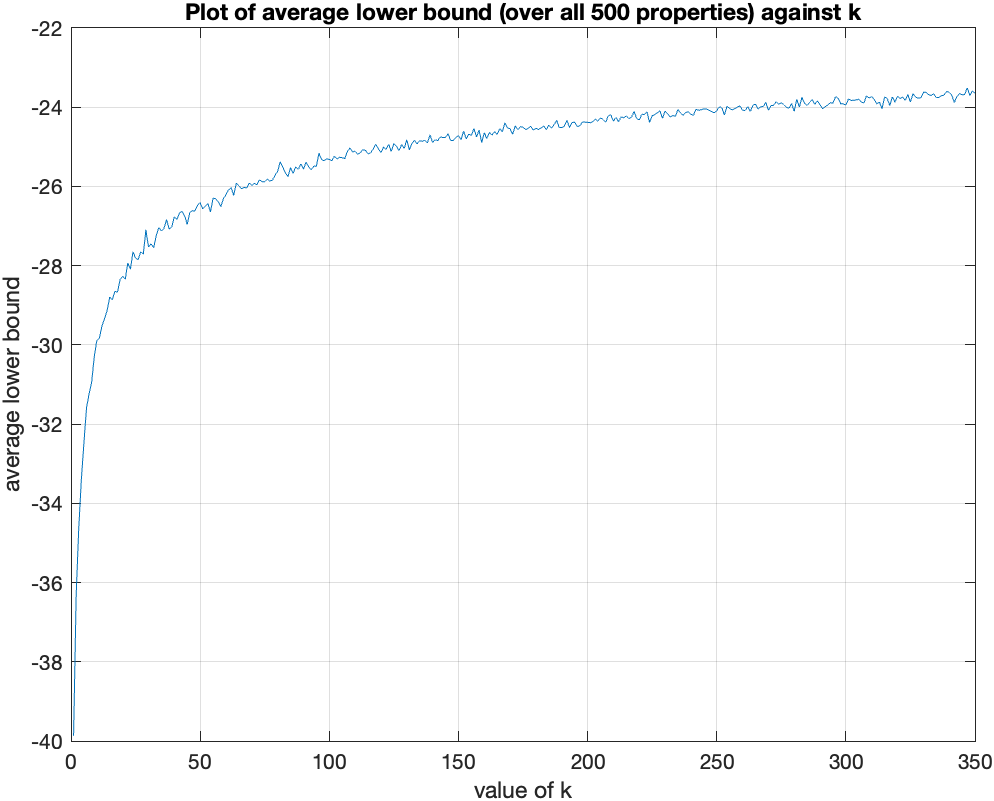 Plot of average lower bound (over all 500 properties) against k
average lower bound
-22
-24
-26
-28
-30
-32
-34
-36
-38
-40
0 50 100 150 200 250 300 350
value of k